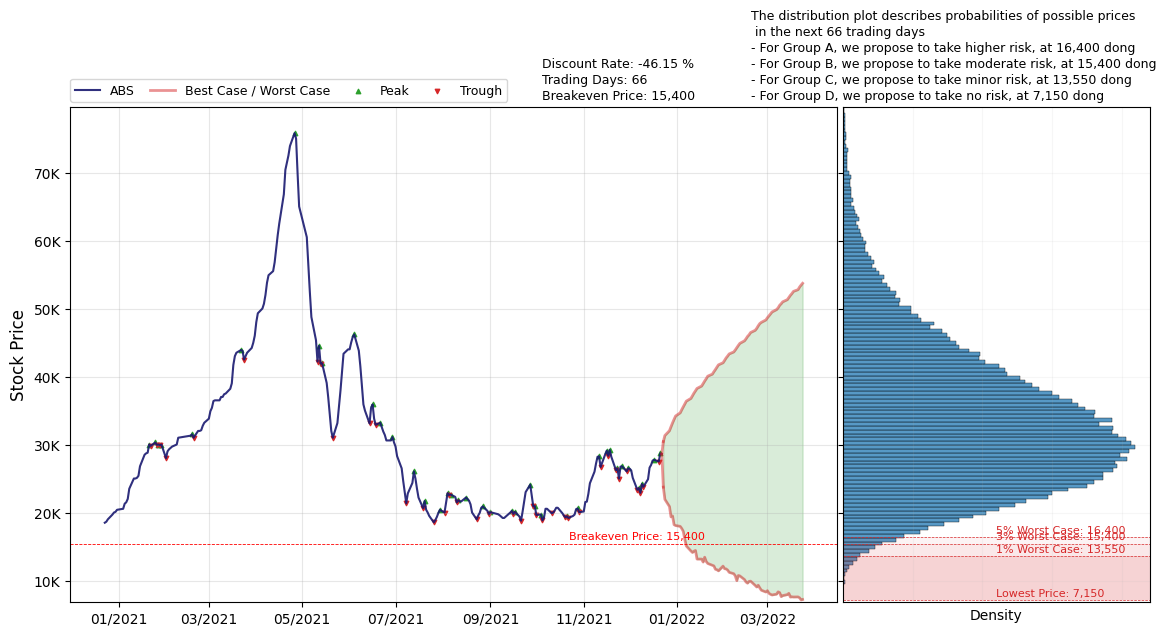 The distribution plot describes probabilities of possible prices
in the next 66 trading days
- For Group A, we propose to take higher risk, at 16,400 dong
- For Group B, we propose to take moderate risk, at 15,400 dong
- For Group C, we propose to take minor risk, at 13,550 dong
- For Group D, we propose to take no risk, at 7,150 dong
Discount Rate: -46.15 %
Trading Days: 66
Breakeven Price: 15,400
ABS
Best Case / Worst Case
Peak
Trough
Stock Price
70K
60K
50K
40K
30K
20K
10K
Breakeven Price: 15,400
01/2021
03/2021
05/2021
07/2021
09/2021
11/2021
01/2022
03/2022
5% Worst Case: 16,400
3% Worst Case: 15,400
1% Worst Case: 13,550
Lowest Price: 7,150
Density